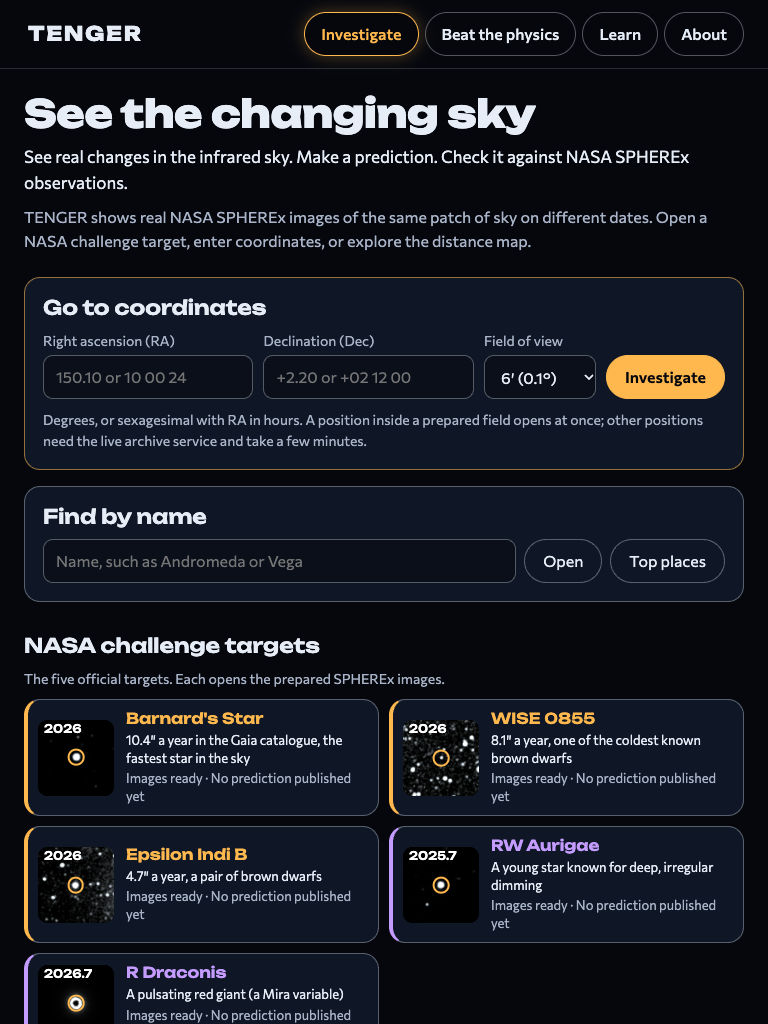 TENGER
Investigate
Beat the physics
Learn
About
See the changing sky
See real changes in the infrared sky. Make a prediction. Check it against NASA SPHEREx
observations.
TENGER shows real NASA SPHEREx images of the same patch of sky on different dates. Open a
NASA challenge target, enter coordinates, or explore the distance map.
Go to coordinates
Right ascension (RA)
Declination (Dec)
Field of view
150.10 or 10 00 24
+2.20 or +02 12 00
6′ (0.1°)
Investigate
Degrees, or sexagesimal with RA in hours. A position inside a prepared field opens at once; other positions
need the live archive service and take a few minutes.
Find by name
Name, such as Andromeda or Vega
Open
Top places
NASA challenge targets
The five official targets. Each opens the prepared SPHEREx images.
2026
Barnard's Star
10.4″ a year in the Gaia catalogue, the
fastest star in the sky
Images ready · No prediction published
yet
2026
WISE 0855
8.1″ a year, one of the coldest known
brown dwarfs
Images ready · No prediction published
yet
2026
Epsilon Indi B
4.7″ a year, a pair of brown dwarfs
Images ready · No prediction published
yet
2025.7
RW Aurigae
A young star known for deep, irregular
dimming
Images ready · No prediction published
yet
2026.7
R Draconis
A pulsating red giant (a Mira variable)
Images ready · No prediction published